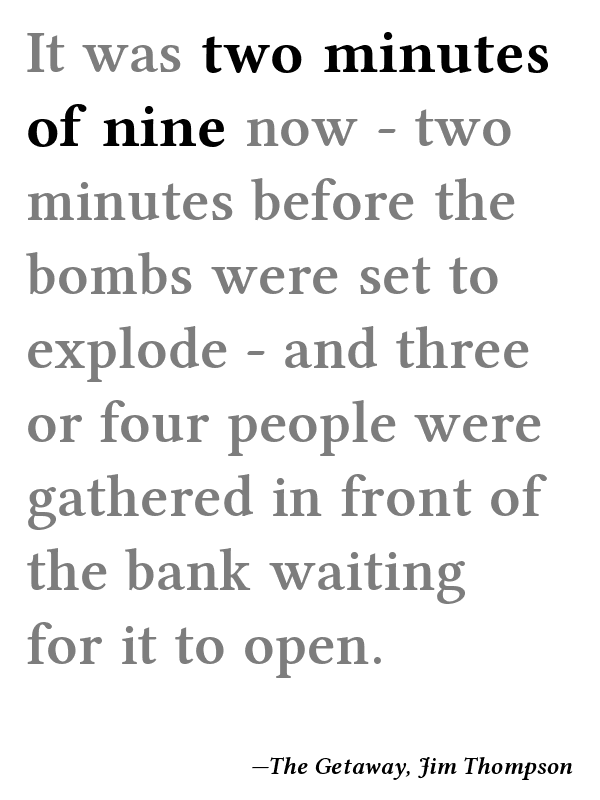 It was two minutes
of nine now - two
minutes before the
bombs were set to
explode - and three
or four people were
gathered in front of
the bank waiting
for it to open.
—The Getaway, Jim Thompson